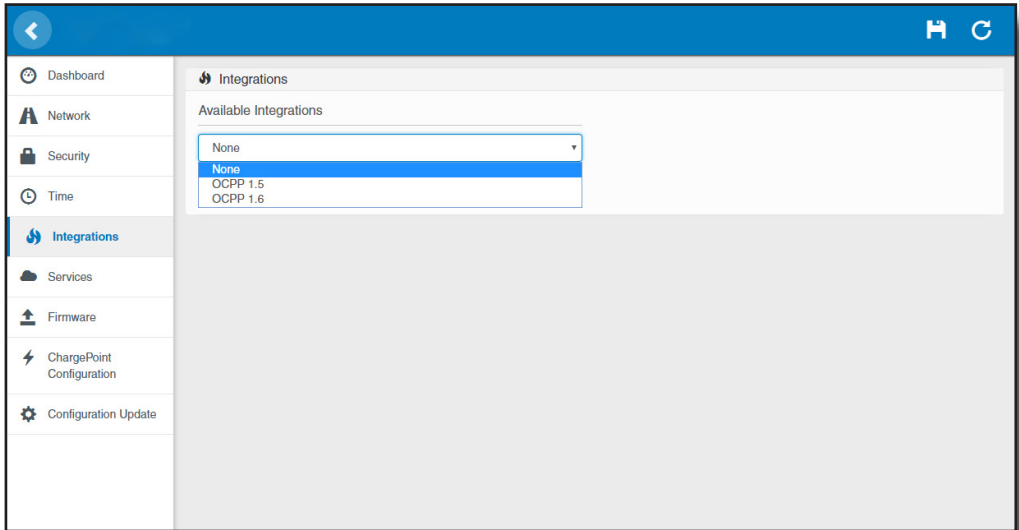 Dashboard
Network
Security
Time
Integrations
Services
Firmware
ChargePoint
Configuration
Configuration Update
Integrations
Available Integrations
None
None
OCPP 1.5
OCPP 1.6